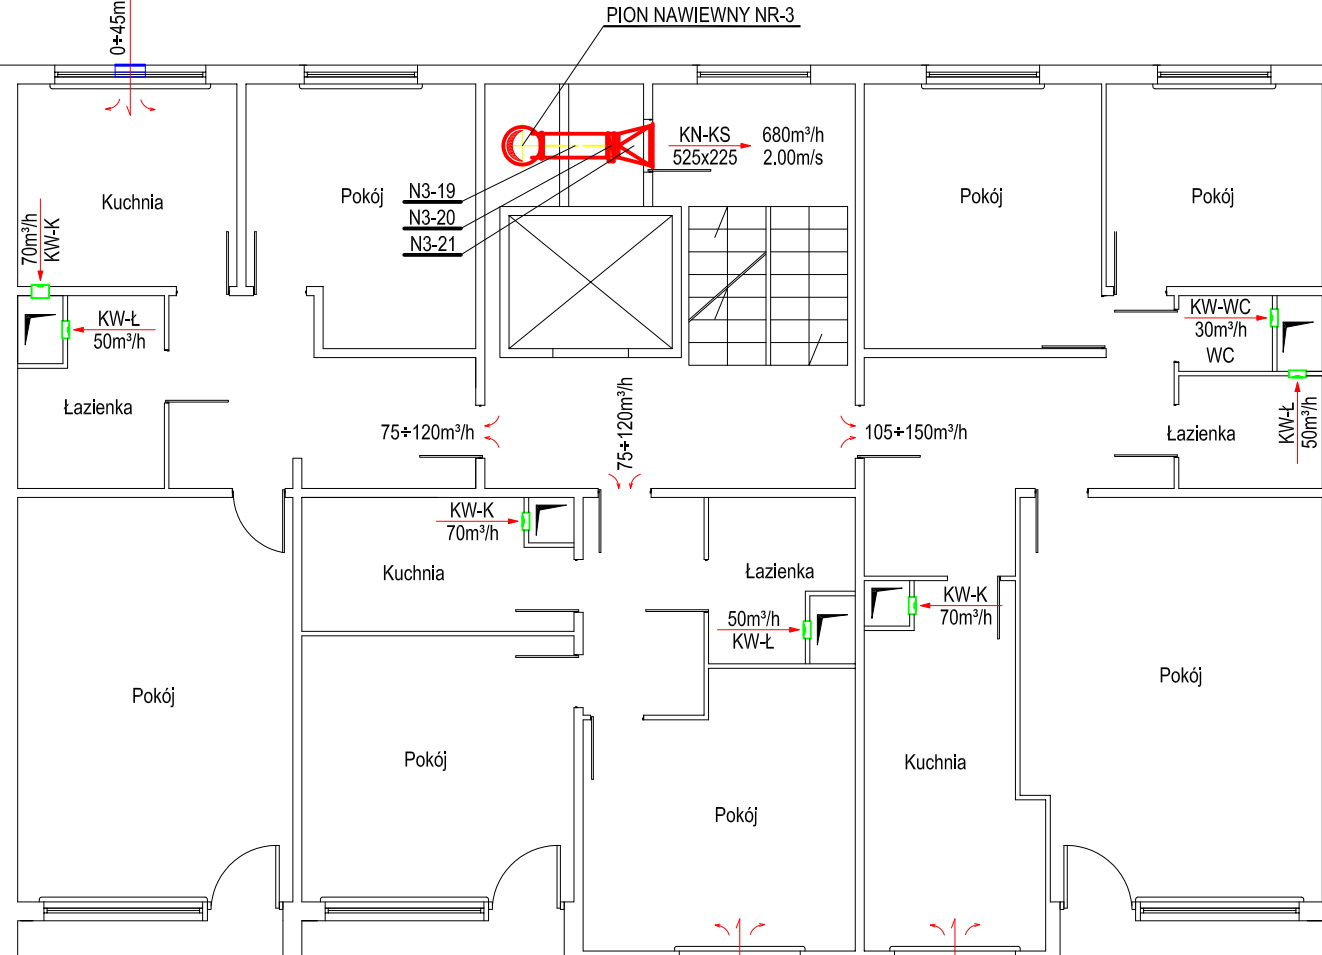 PION NAWIEWNY NR-3
0÷45m
KN-KS
525x225
680m³/h
2.00m/s
Kuchnia
Pokój
N3-19
N3-20
N3-21
Pokój
Pokój
70m³/h
KW-K
KW-Ł
50m³/h
KW-WC
30m³/h
WC
Łazienka
75÷120m³/h
75÷120m³/h
105÷150m³/h
Łazienka
KW-Ł
50m³/h
KW-K
70m³/h
Kuchnia
Łazienka
50m³/h
KW-Ł
KW-K
70m³/h
Pokój
Pokój
Pokój
Kuchnia
Pokój